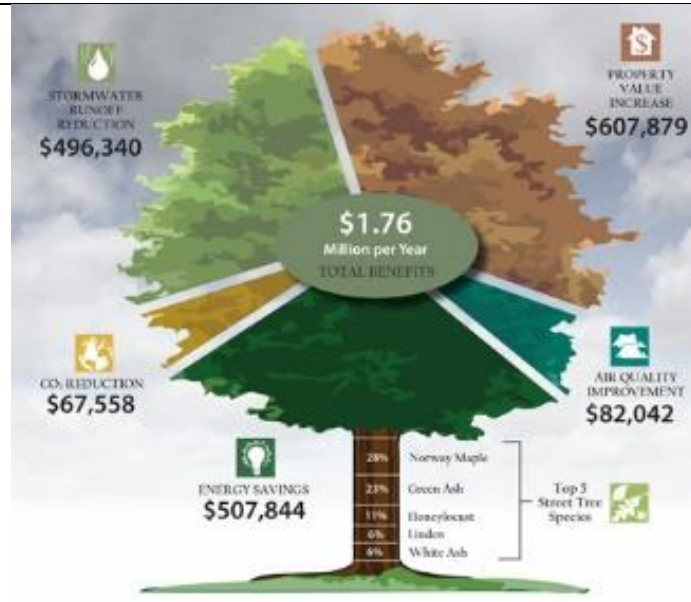 STORMWATER
RUNOFF
REDUCTION
$496,340
PROPERTY
VALUE
INCREASE
$607,879
$1.76
Million per Year
TOTAL BENEFITS
CO₂ REDUCTION
$67,558
AIR QUALITY
IMPROVEMENT
$82,042
ENERGY SAVINGS
$507,844
28% Norway Maple
23% Green Ash
11% Honeylocust
6% Linden
6% White Ash
Top 5
Street Tree
Species